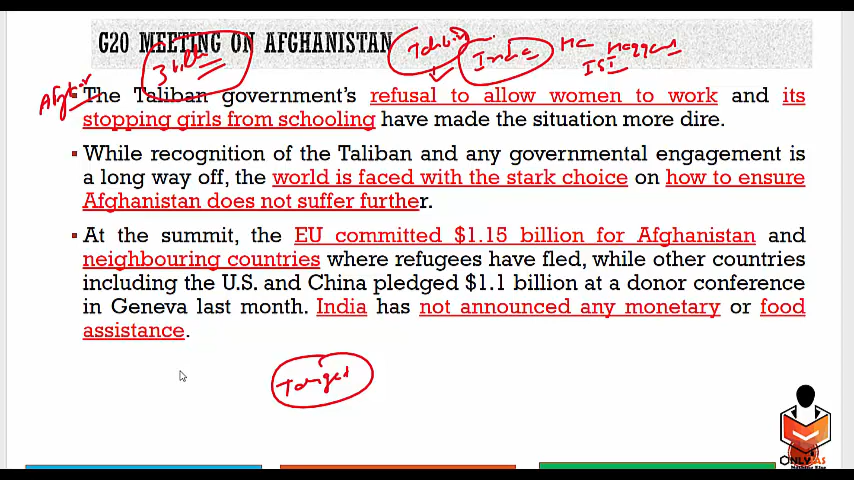 G20 MEETING ON AFGHANISTAN
India
ISI
▪ The Taliban government's refusal to allow women to work and its
stopping girls from schooling have made the situation more dire.
▪ While recognition of the Taliban and any governmental engagement is
a long way off, the world is faced with the stark choice on how to ensure
Afghanistan does not suffer further.
▪ At the summit, the EU committed $1.15 billion for Afghanistan and
neighbouring countries where refugees have fled, while other countries
including the U.S. and China pledged $1.1 billion at a donor conference
in Geneva last month. India has not announced any monetary or food
assistance.
ONLYIAS